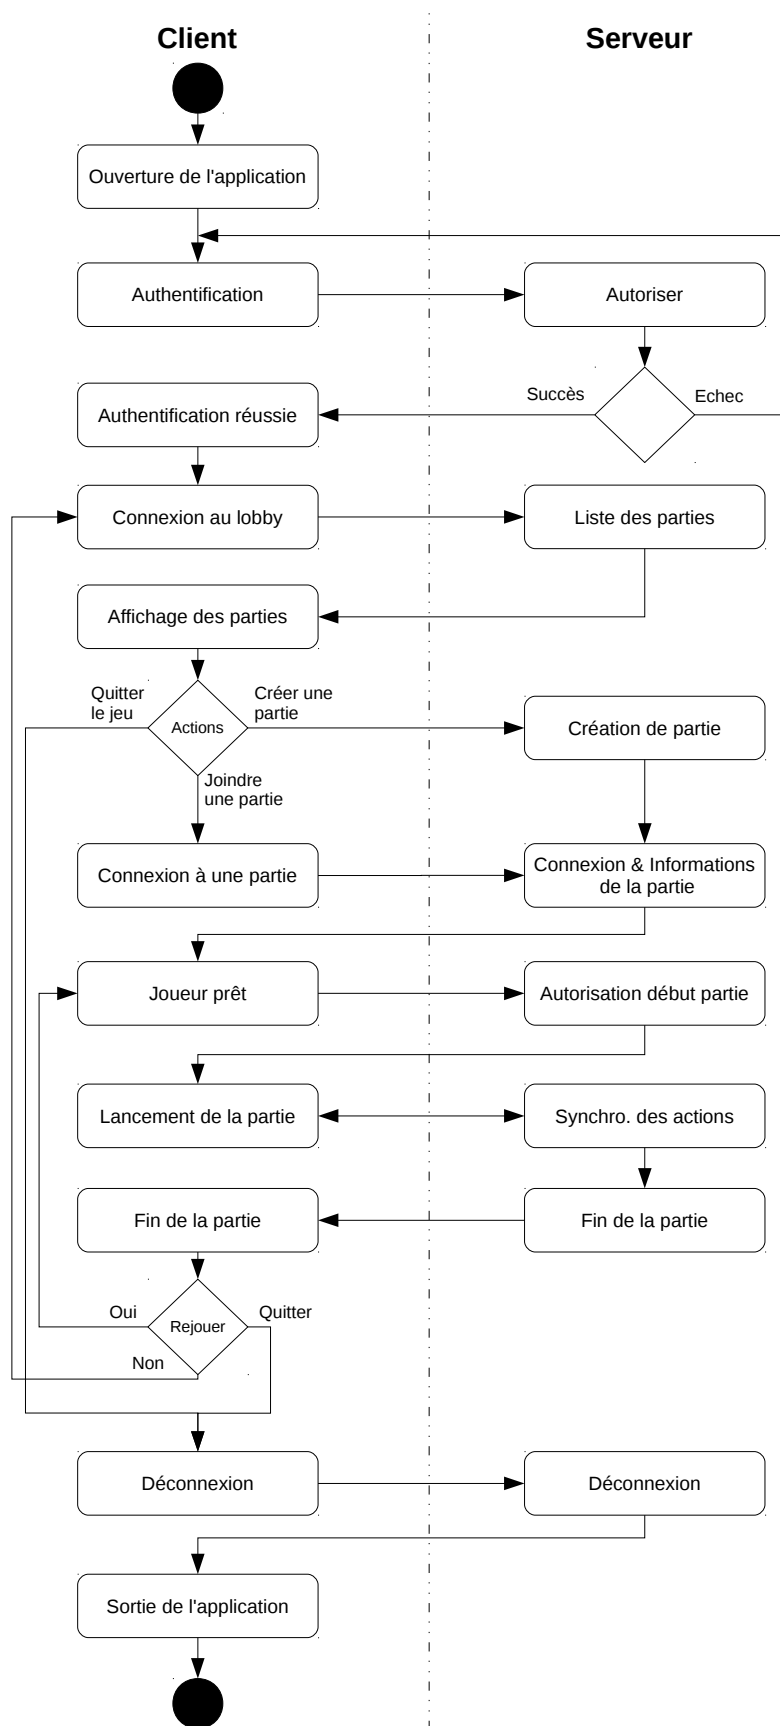 Client
Serveur
Ouverture de l'application
Authentification
Autoriser
Succès
Echec
Authentification réussie
Connexion au lobby
Liste des parties
Affichage des parties
Quitter
le jeu
Créer une
partie
Actions
Création de partie
Joindre
une partie
Connexion à une partie
Connexion & Informations
de la partie
Joueur prêt
Autorisation début partie
Lancement de la partie
Synchro. des actions
Fin de la partie
Fin de la partie
Oui
Quitter
Rejouer
Non
Déconnexion
Déconnexion
Sortie de l'application